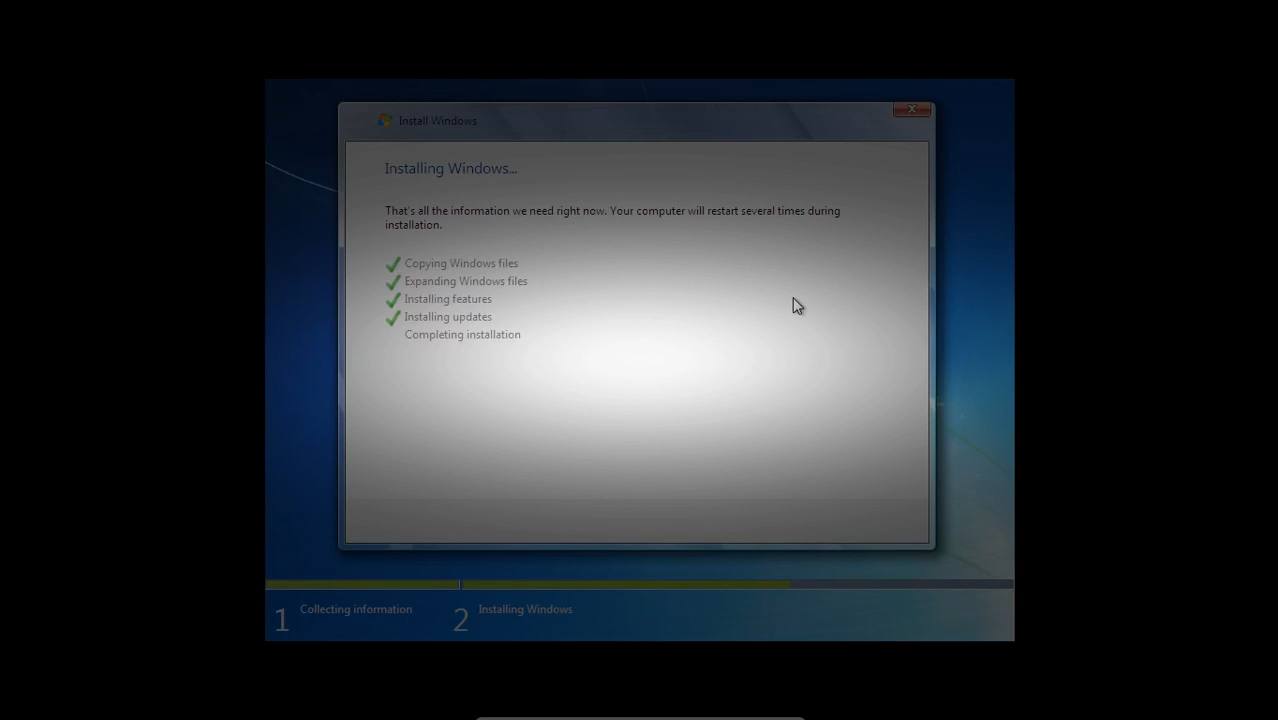 Install Windows
Installing Windows...
That's all the information we need right now. Your computer will restart several times during
installation.
Copying Windows files
Expanding Windows files
Installing features
Installing updates
Completing installation
1 Collecting information
2 Installing Windows